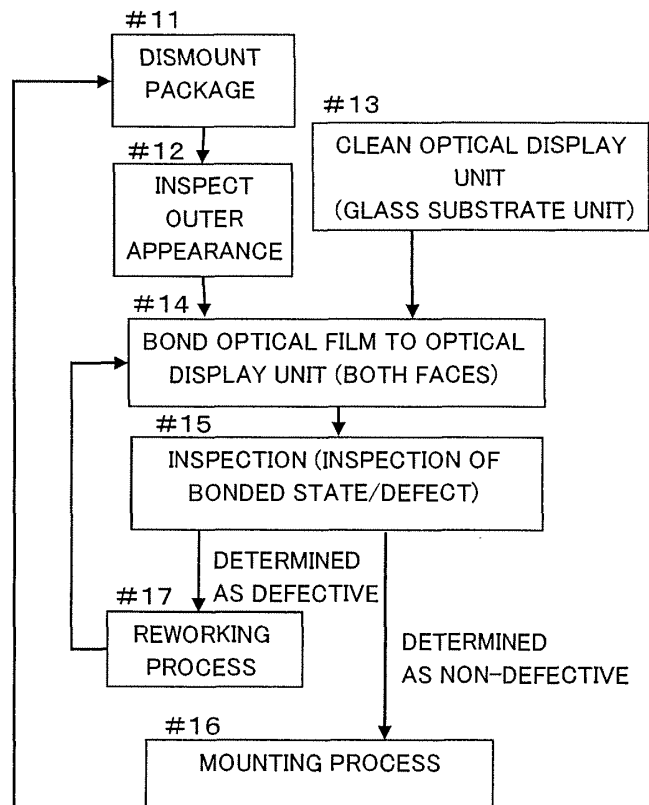 #11
DISMOUNT
PACKAGE
#12
INSPECT
OUTER
APPEARANCE
#13
CLEAN OPTICAL DISPLAY
UNIT
(GLASS SUBSTRATE UNIT)
#14
BOND OPTICAL FILM TO OPTICAL
DISPLAY UNIT (BOTH FACES)
#15
INSPECTION (INSPECTION OF
BONDED STATE/DEFECT)
DETERMINED
AS DEFECTIVE
#17
REWORKING
PROCESS
DETERMINED
AS NON-DEFECTIVE
#16
MOUNTING PROCESS